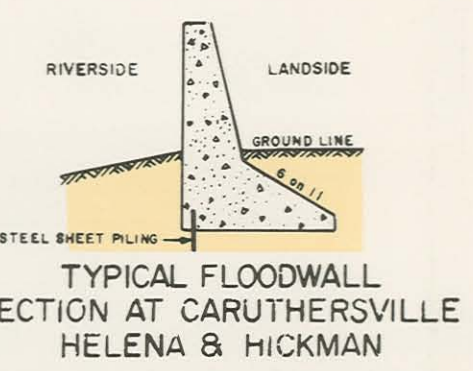 RIVERSIDE
LANDSIDE
GROUND LINE
6 on 11
STEEL SHEET PILING
TYPICAL FLOODWALL
ECTION AT CARUTHERSVILLE
HELENA & HICKMAN